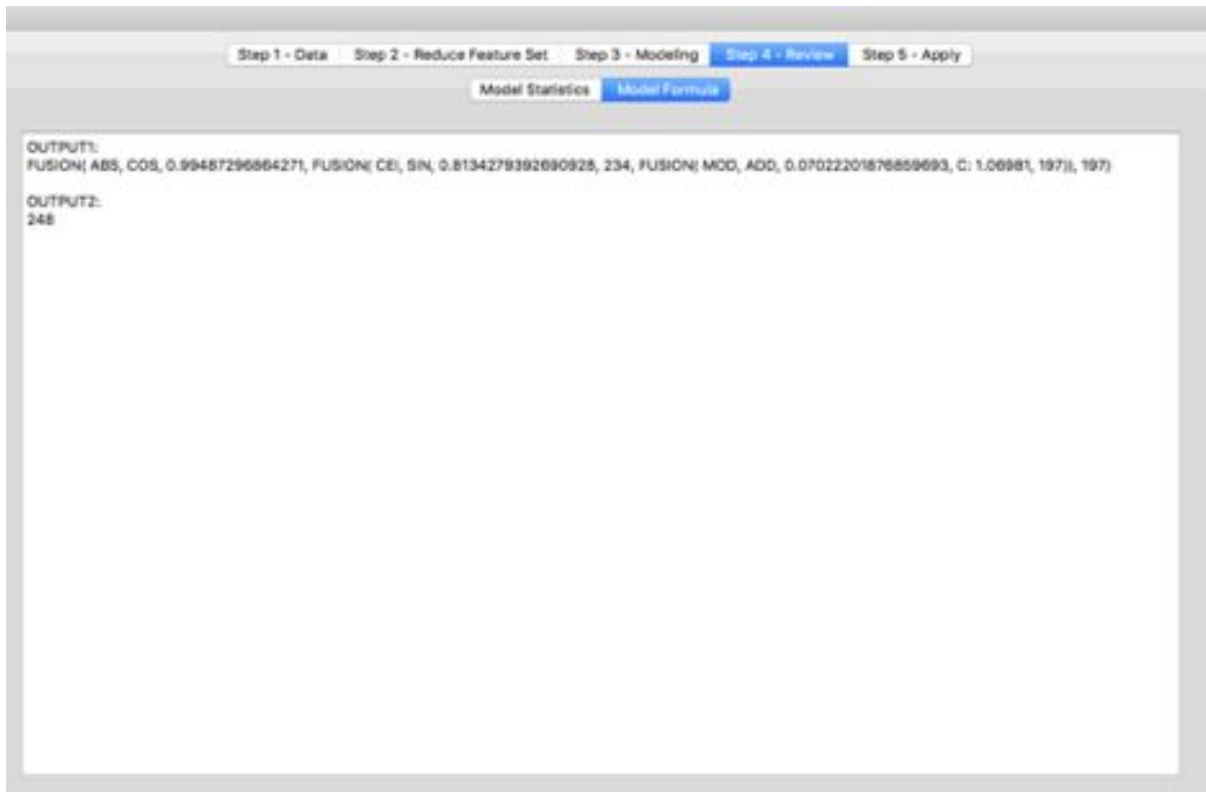 Step 1 - Data Step 2 - Reduce Feature Set Step 3 - Modeling Step 4 - Review Step 5 - Apply
Model Statistics Model Formula
OUTPUT1:
FUSION( ABS, COS, 0.99487296864271, FUSION( CEI, SIN, 0.8134279392690928, 234, FUSION( MOD, ADD, 0.07022201876859693, C: 1.06981, 197)), 197)
OUTPUT2:
248